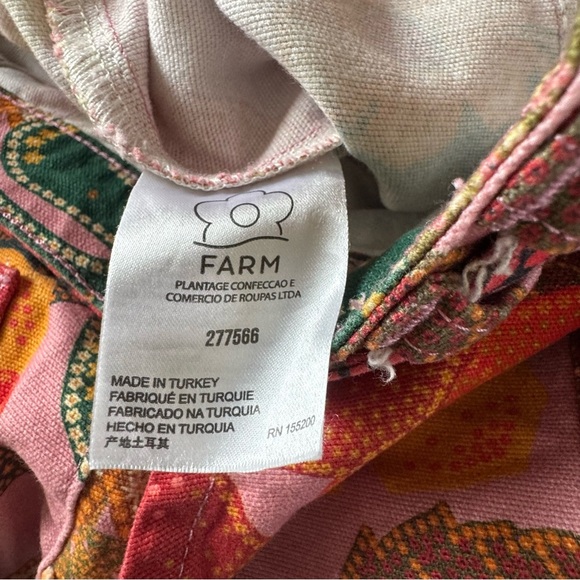 FARM
PLANTAGE CONFECCAO E
COMERCIO DE ROUPAS LTDA
277566
MADE IN TURKEY
FABRIQUÉ EN TURQUIE
FABRICADO NA TURQUIA
HECHO EN TURQUIA
产地土耳其
RN 155200